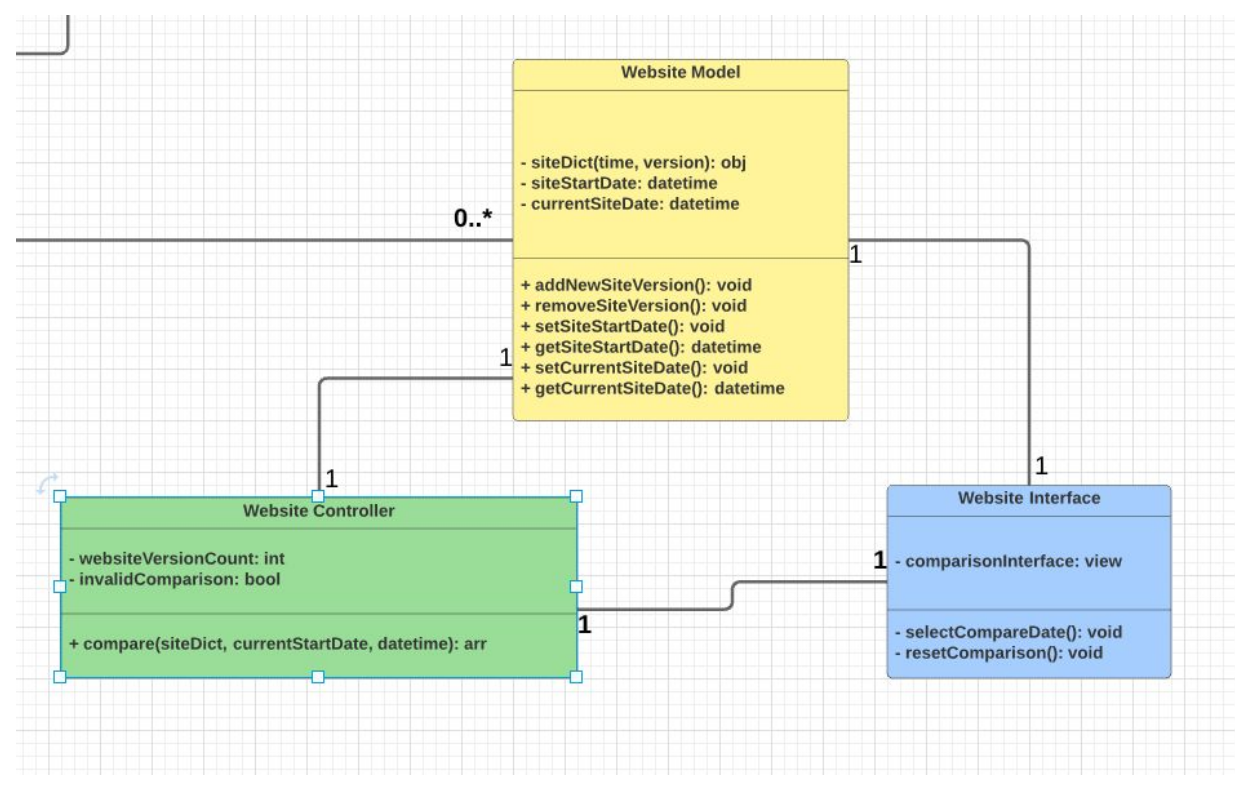 Website Model
- siteDict(time, version): obj
- siteStartDate: datetime
- currentSiteDate: datetime
0..*
1
+ addNewSiteVersion(): void
+ removeSiteVersion(): void
+ setSiteStartDate(): void
+ getSiteStartDate(): datetime
+ setCurrentSiteDate(): void
+ getCurrentSiteDate(): datetime
1
1
1
Website Controller
- websiteVersionCount: int
- invalidComparison: bool
+ compare(siteDict, currentStartDate, datetime): arr
1
1
Website Interface
- comparisonInterface: view
- selectCompareDate(): void
- resetComparison(): void